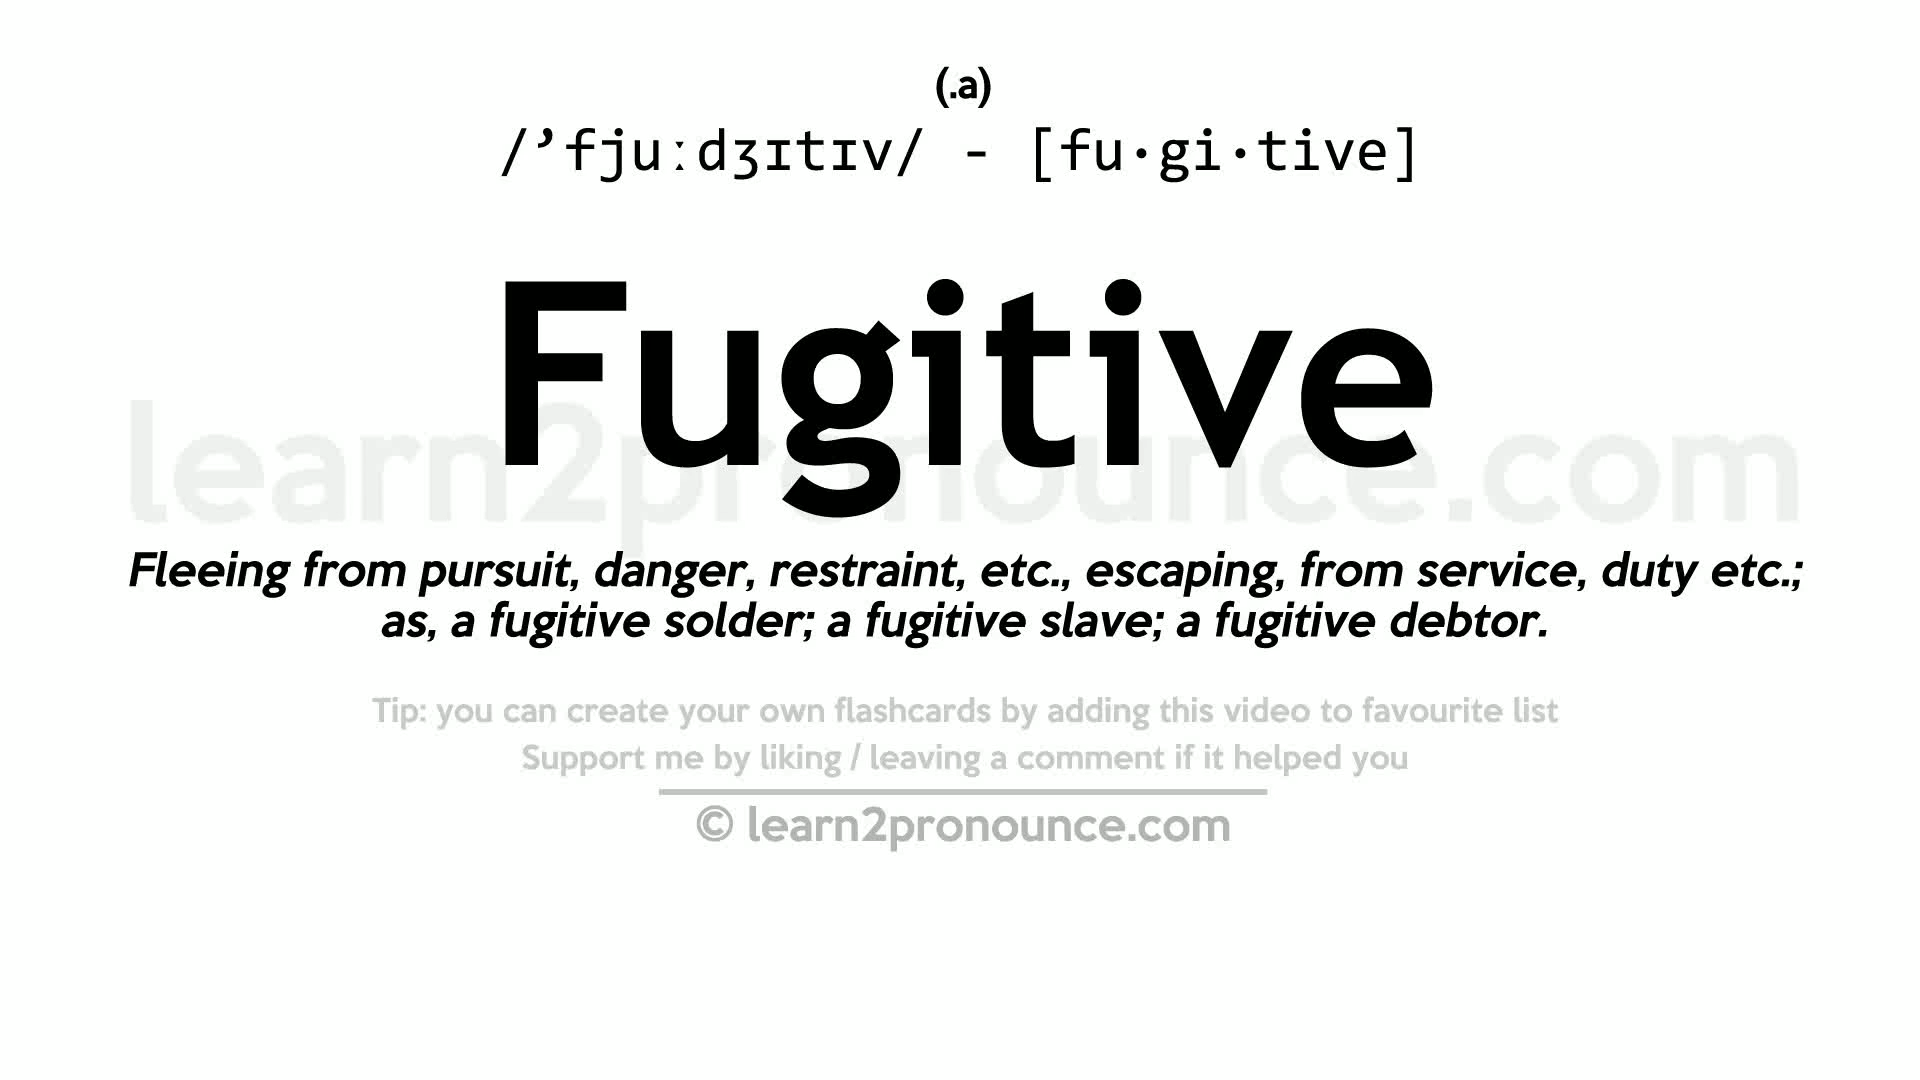 (.a)
/’fjuːdʒɪtɪv/ - [fu·gi·tive]
Fugitive
learn2pronounce.com
Fleeing from pursuit, danger, restraint, etc., escaping, from service, duty etc.;
as, a fugitive solder; a fugitive slave; a fugitive debtor.
Tip: you can create your own flashcards by adding this video to favourite list
Support me by liking / leaving a comment if it helped you
© learn2pronounce.com